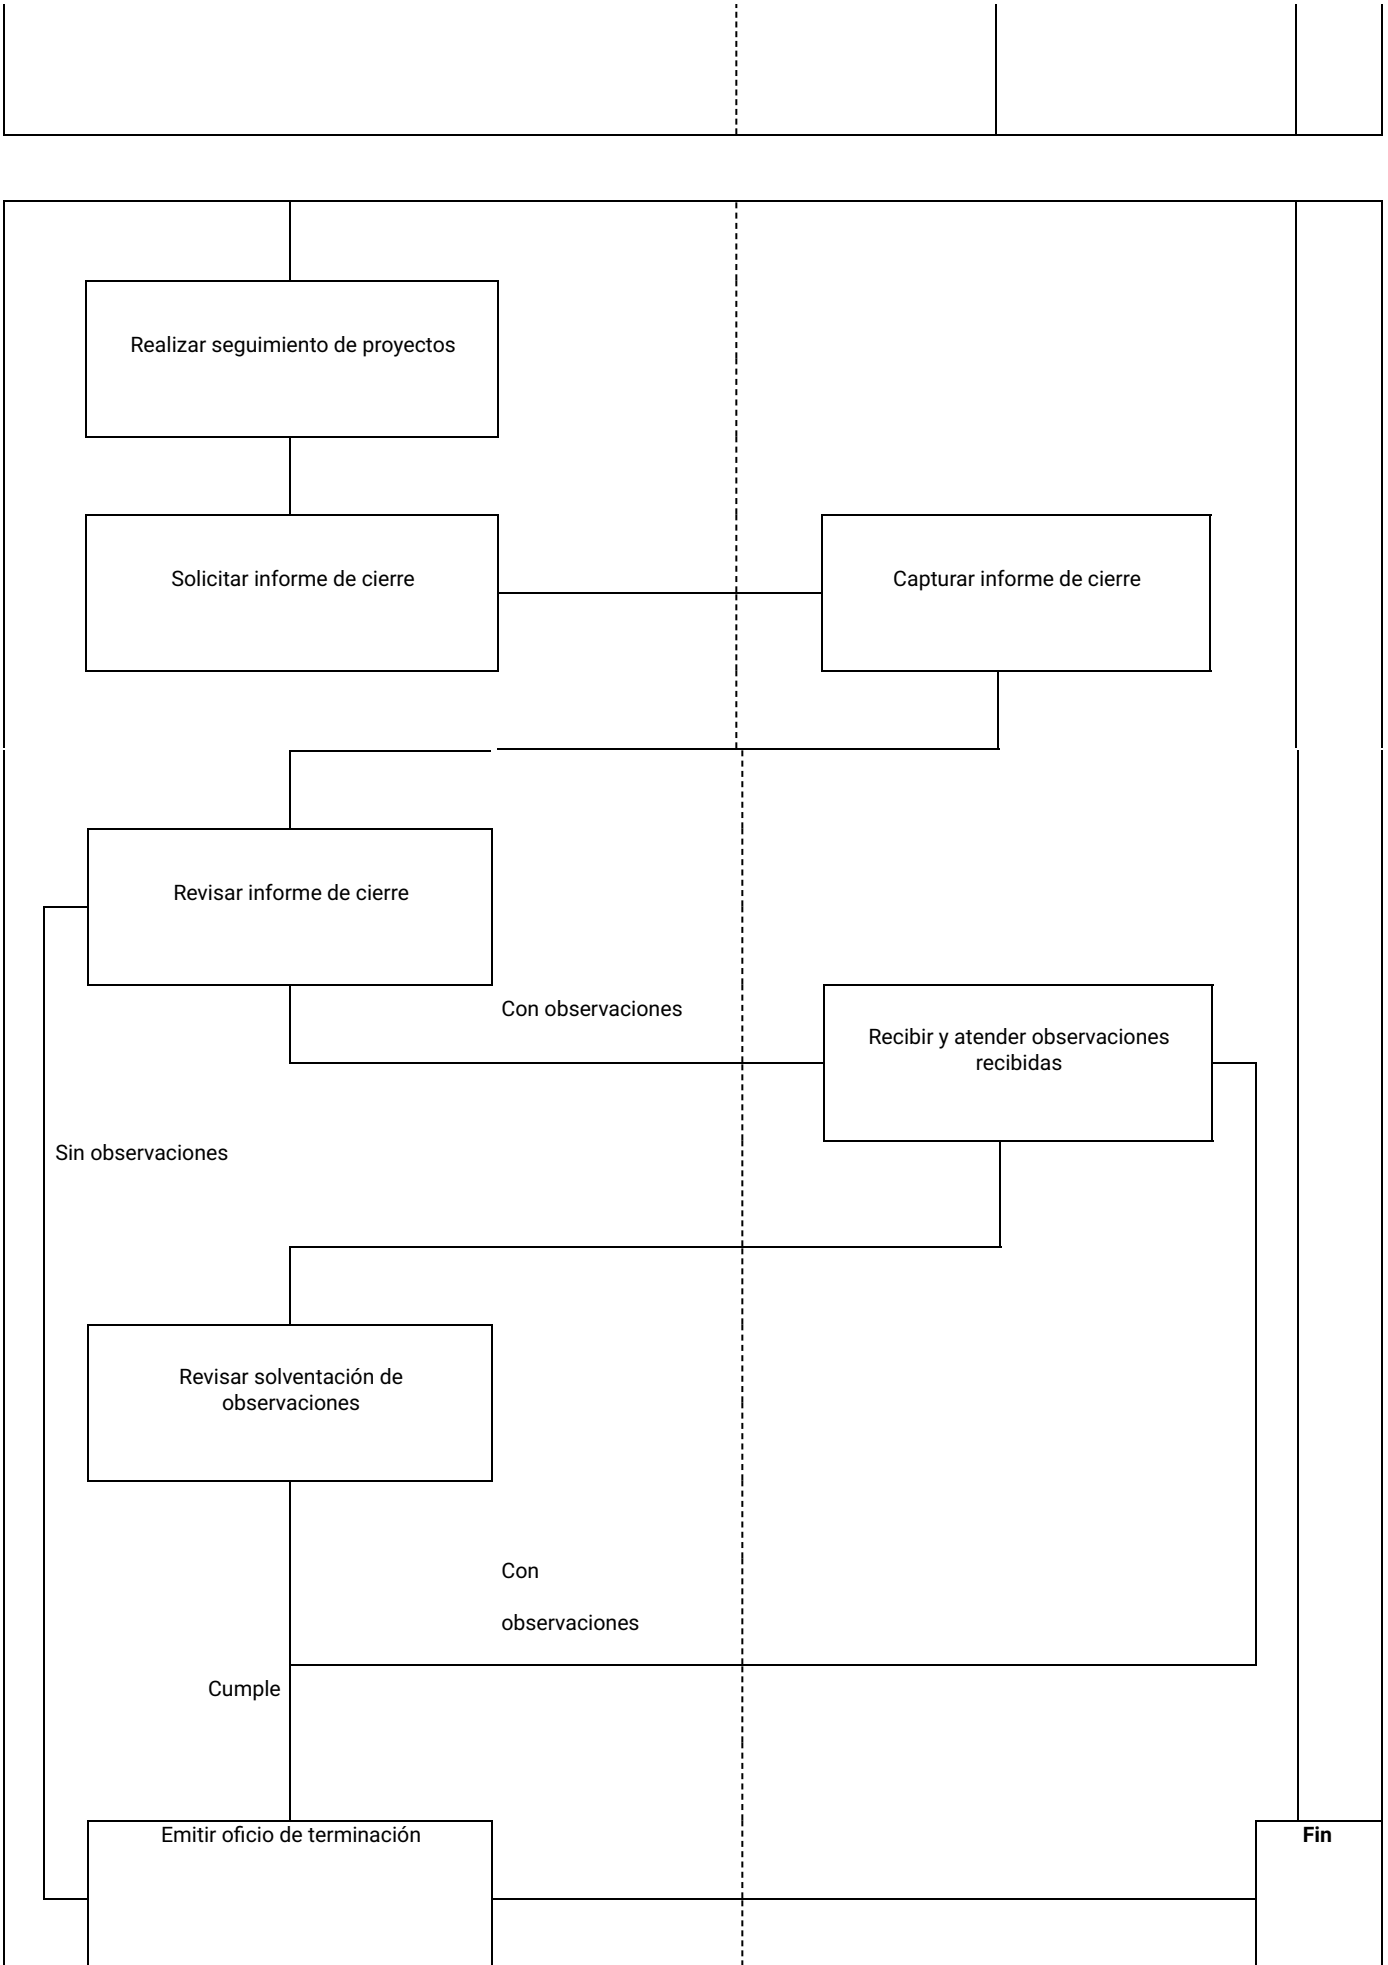 Realizar seguimiento de proyectos
Solicitar informe de cierre
Capturar informe de cierre
Revisar informe de cierre
Con observaciones
Recibir y atender observaciones
recibidas
Sin observaciones
Revisar solventación de
observaciones
Con
observaciones
Cumple
Emitir oficio de terminación
Fin